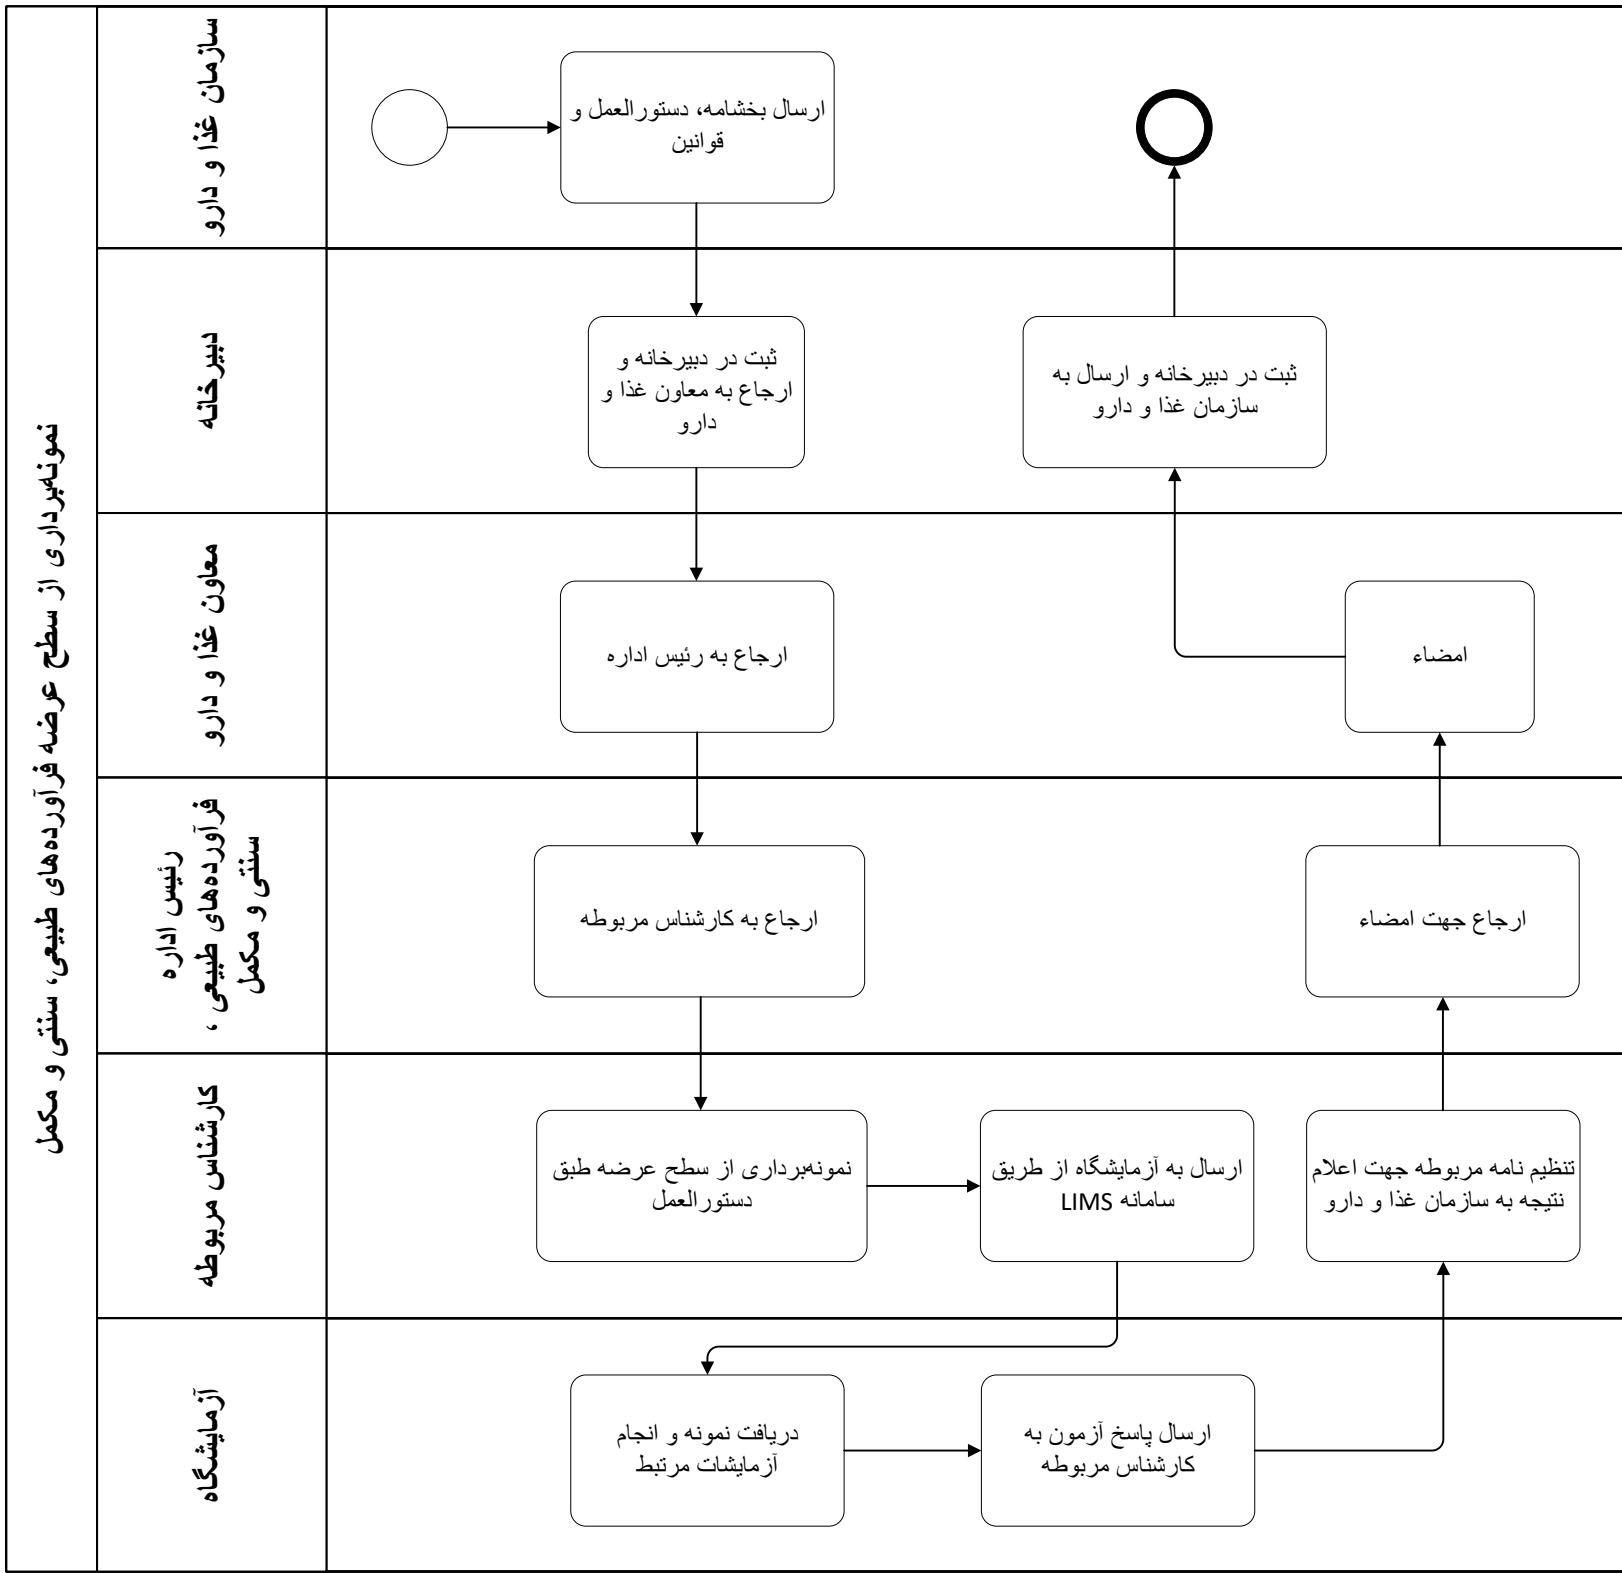 نمونه‌برداری از سطح عرضه فرآورده‌های طبیعی، سنتی و مکمل
سازمان غذا و دارو
ارسال بخشامه، دستورالعمل و
قوانین
دبیرخانه
ثبت در دبیرخانه و
ارجاع به معاون غذا و
دارو
ثبت در دبیرخانه و ارسال به
سازمان غذا و دارو
معاون غذا و دارو
ارجاع به رئیس اداره
امضاء
رئیس اداره
فرآورده‌های طبیعی ،
سنتی و مکمل
ارجاع به کارشناس مربوطه
ارجاع جهت امضاء
کارشناس مربوطه
نمونه‌برداری از سطح عرضه طبق
دستورالعمل
ارسال به آزمایشگاه از طریق
سامانه LIMS
تنظیم نامه مربوطه جهت اعلام
نتیجه به سازمان غذا و دارو
آزمایشگاه
دریافت نمونه و انجام
آزمایشات مرتبط
ارسال پاسخ آزمون به
کارشناس مربوطه